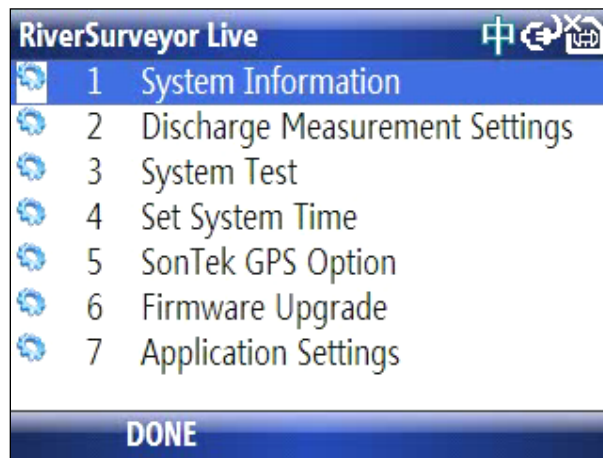 RiverSurveyor Live 中
1 System Information
2 Discharge Measurement Settings
3 System Test
4 Set System Time
5 SonTek GPS Option
6 Firmware Upgrade
7 Application Settings
DONE